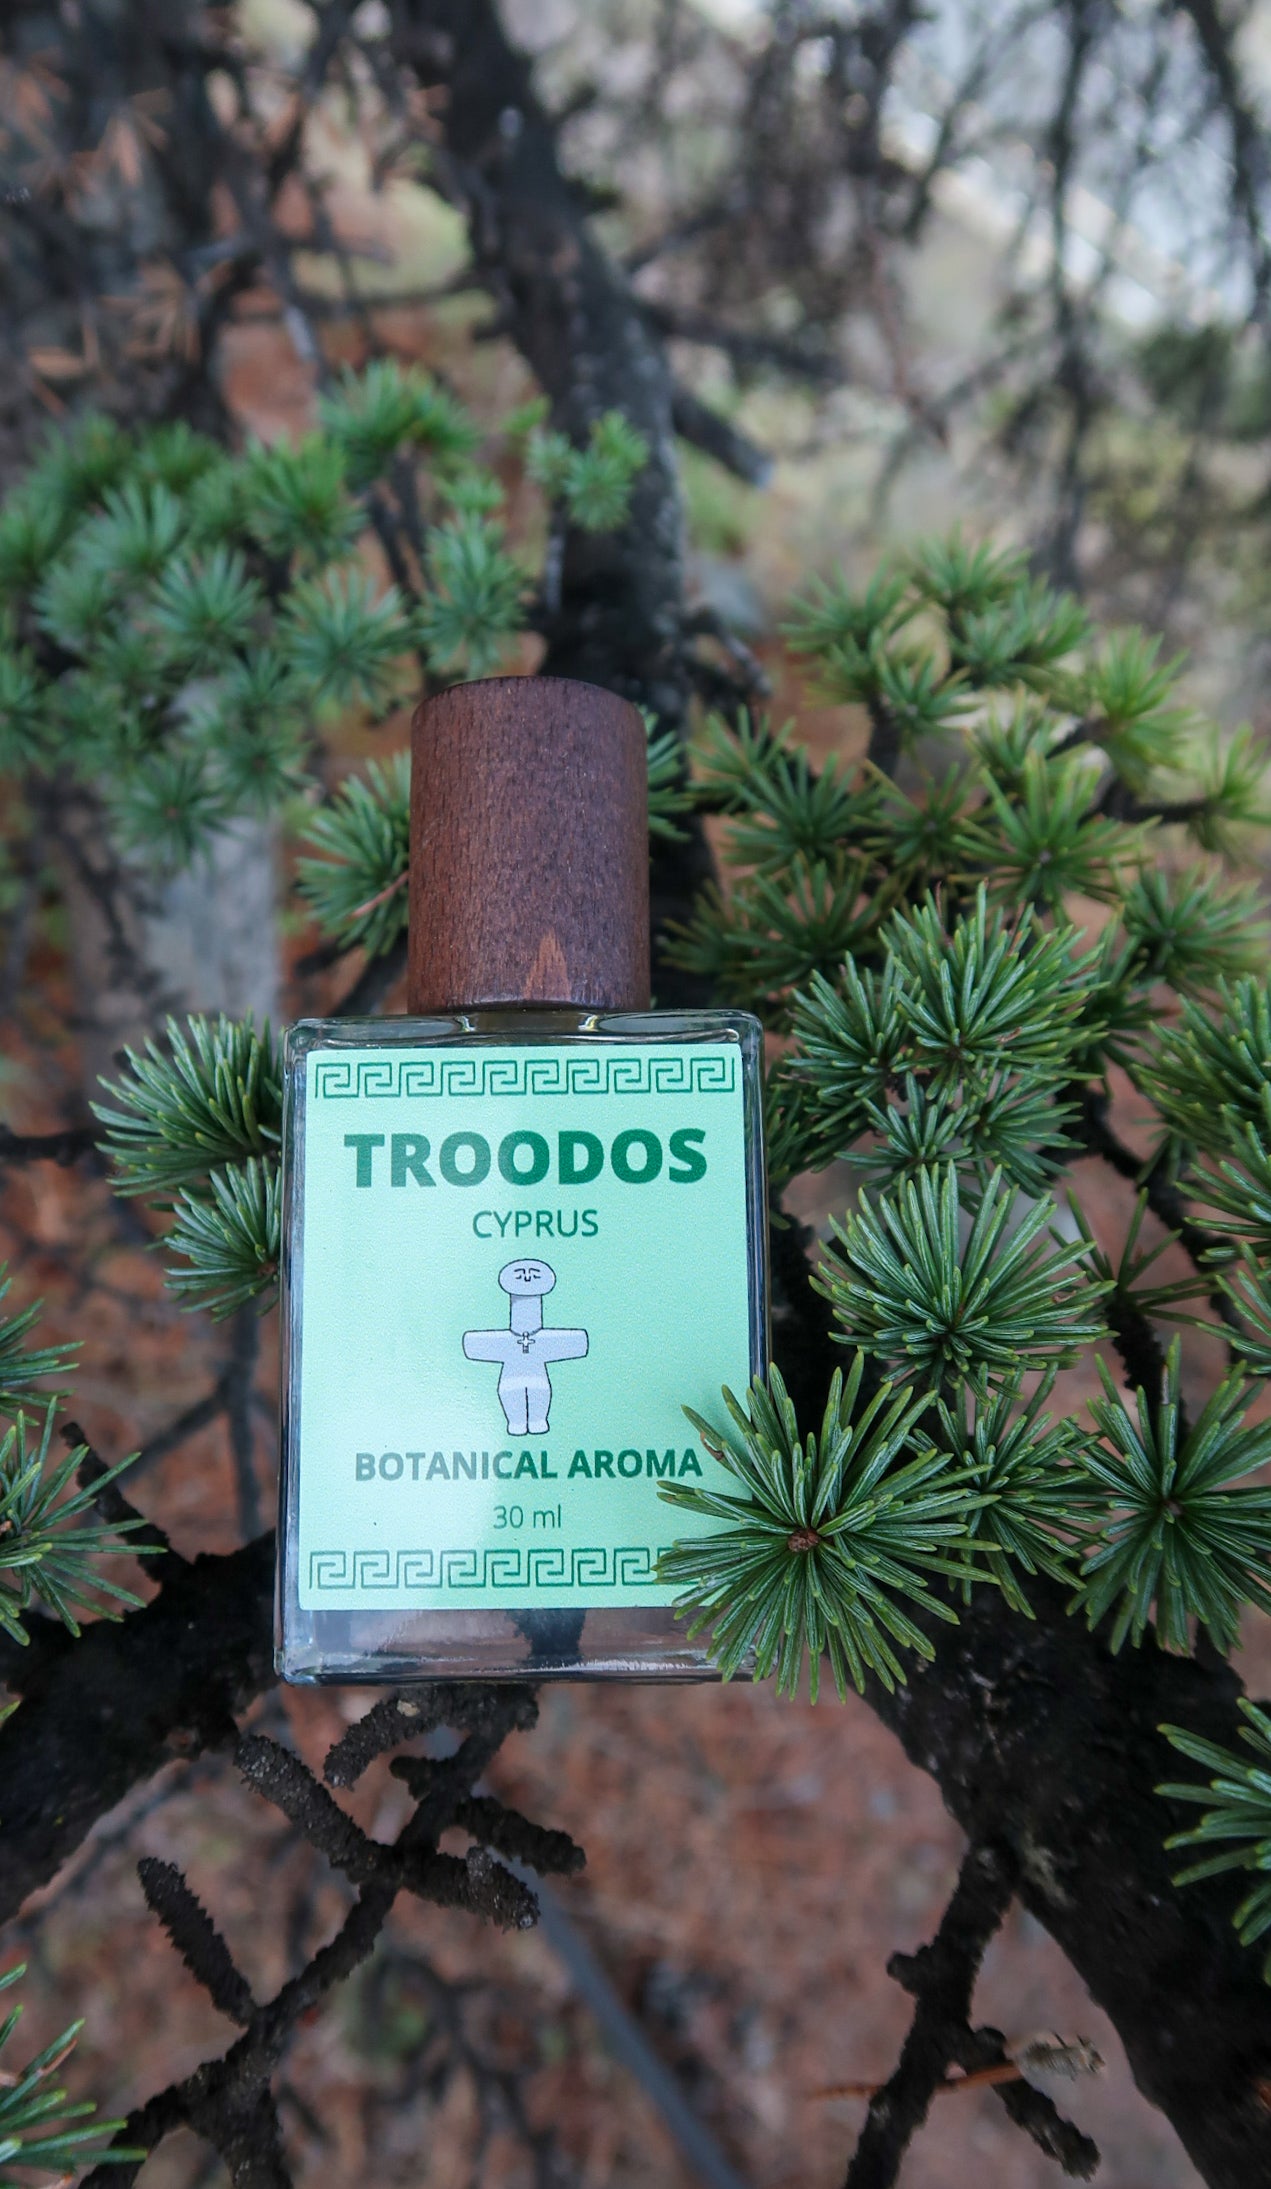 TROODOS
CYPRUS
BOTANICAL AROMA
30 ml